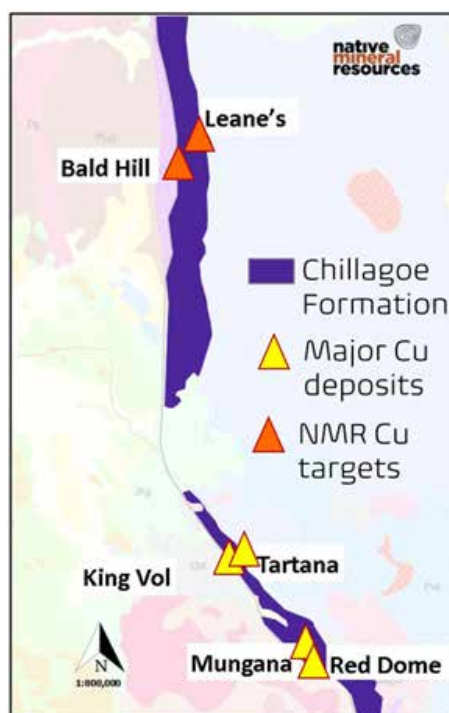 native
mineral
resources
Leane's
Bald Hill
Chillagoe
Formation
Major Cu
deposits
NMR Cu
targets
King Vol
Tartana
Mungana
Red Dome
N
1:800,000